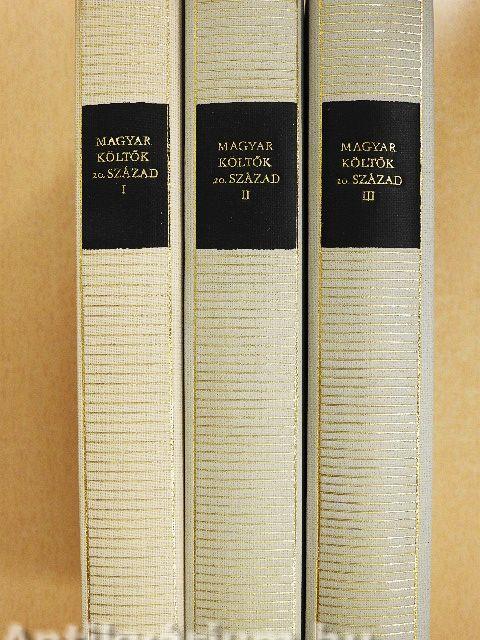 MAGYAR
KÖLTŐK
20. SZÁZAD
I
MAGYAR
KÖLTŐK
20. SZÁZAD
II
MAGYAR
KÖLTŐK
20. SZÁZAD
III